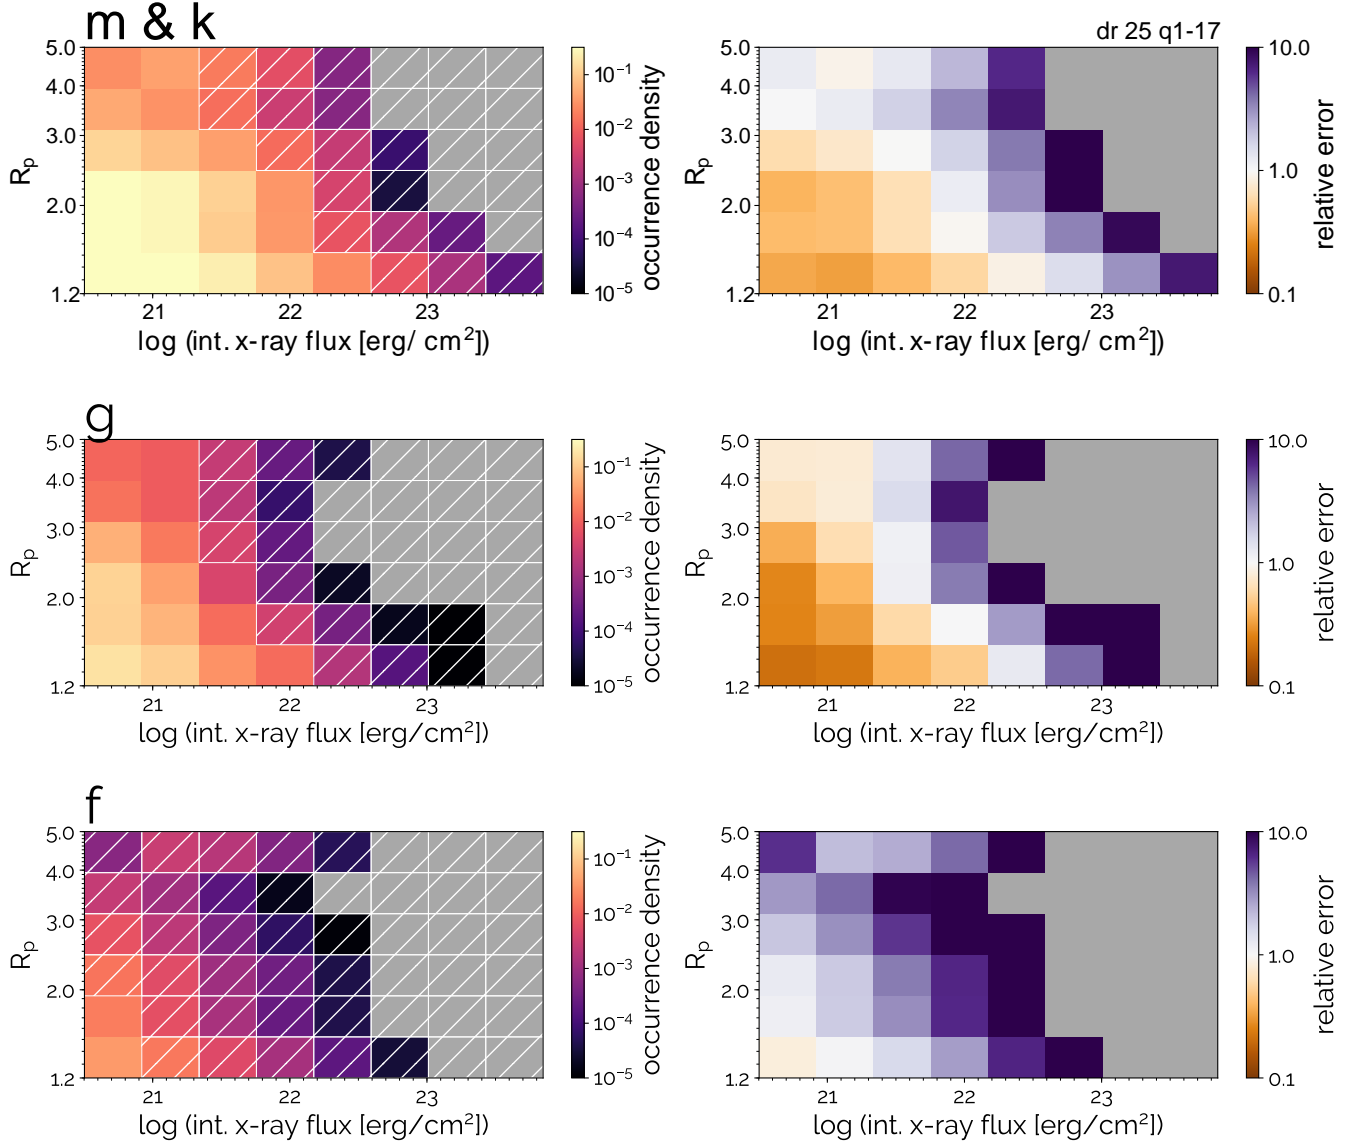 m & k
dr 25 q1-17
5.0
4.0
3.0
2.0
1.2
R_p
21 22 23
log (int. x-ray flux [erg/ cm²])
10⁻¹
10⁻²
10⁻³
10⁻⁴
10⁻⁵
occurrence density
5.0
4.0
3.0
2.0
1.2
R_p
21 22 23
log (int. x-ray flux [erg/ cm²])
10.0
1.0
0.1
relative error
g
5.0
4.0
3.0
2.0
1.2
R_p
21 22 23
log (int. x-ray flux [erg/cm²])
10⁻¹
10⁻²
10⁻³
10⁻⁴
10⁻⁵
occurrence density
5.0
4.0
3.0
2.0
1.2
R_p
21 22 23
log (int. x-ray flux [erg/cm²])
10.0
1.0
0.1
relative error
f
5.0
4.0
3.0
2.0
1.2
R_p
21 22 23
log (int. x-ray flux [erg/cm²])
10⁻¹
10⁻²
10⁻³
10⁻⁴
10⁻⁵
occurrence density
5.0
4.0
3.0
2.0
1.2
R_p
21 22 23
log (int. x-ray flux [erg/cm²])
10.0
1.0
0.1
relative error